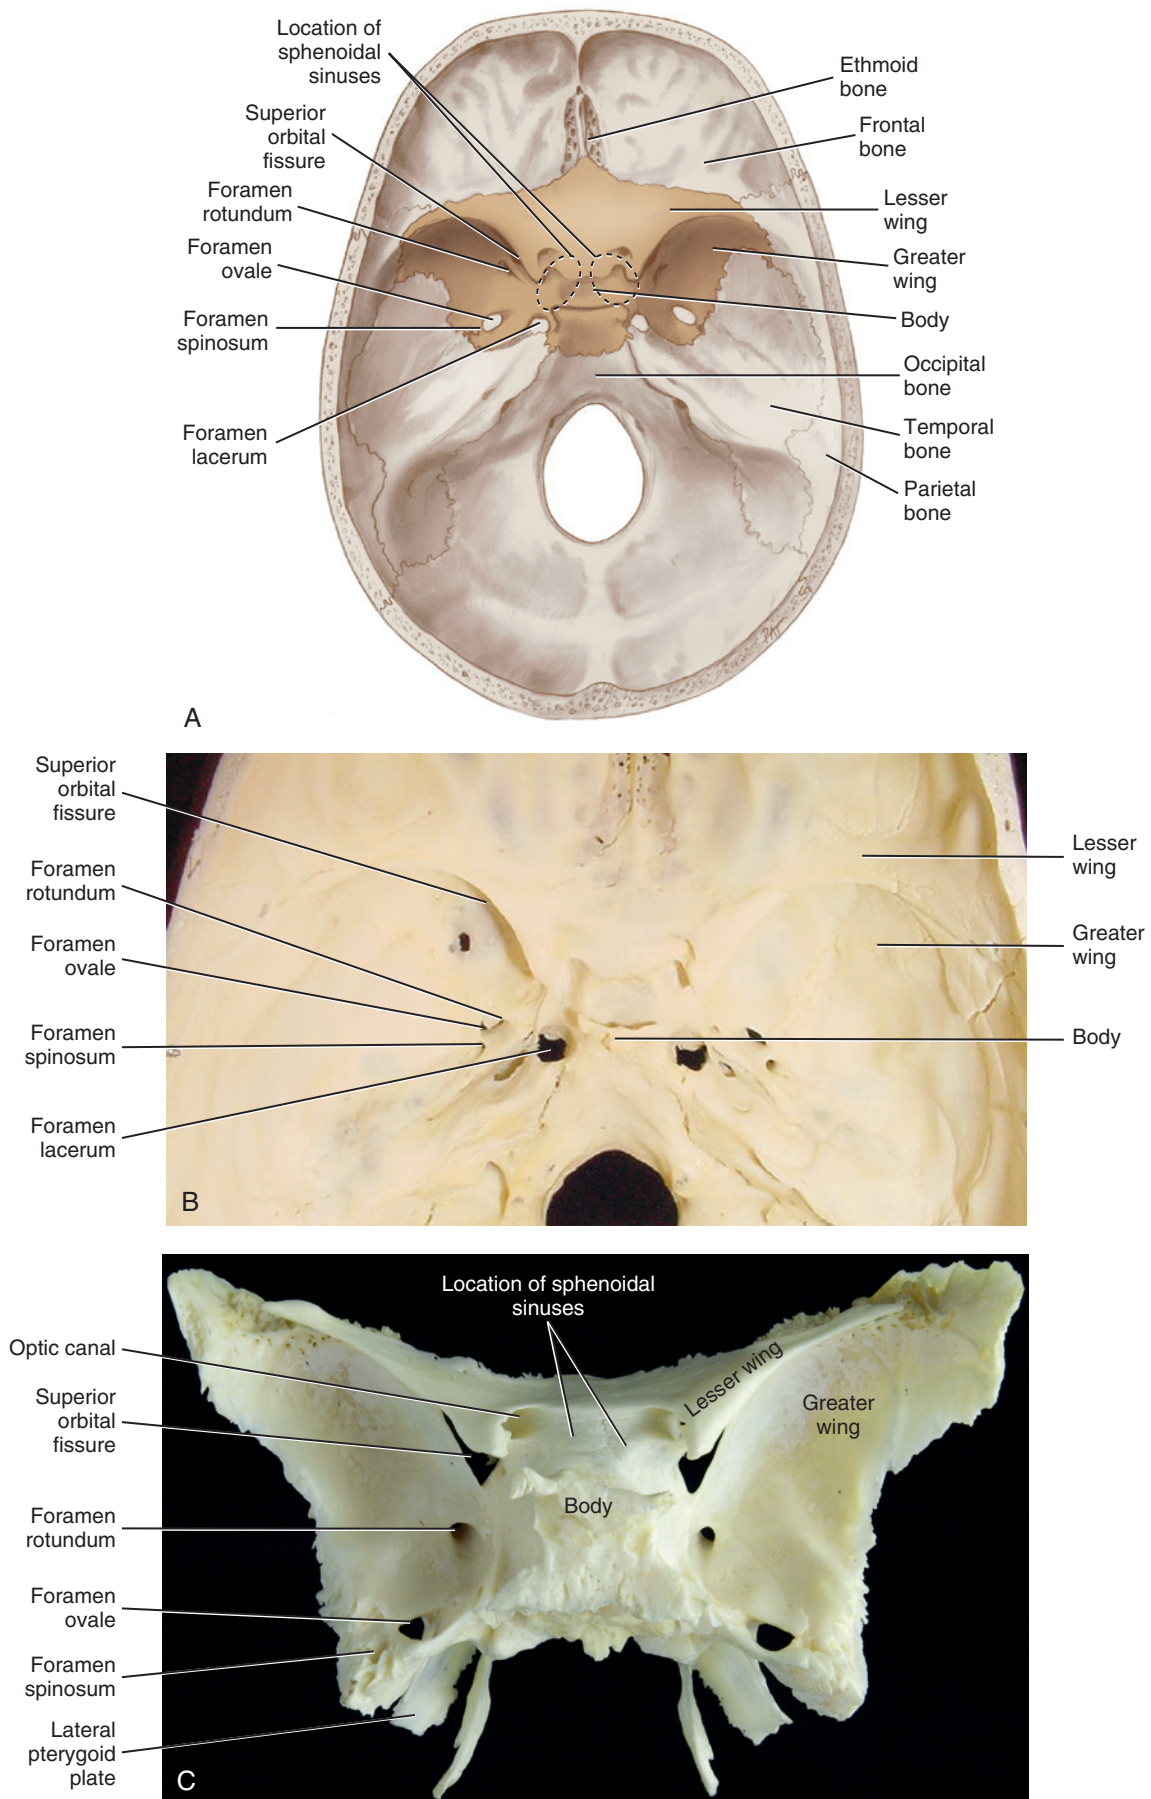 Location of
sphenoidal
sinuses
Superior
orbital
fissure
Foramen
rotundum
Foramen
ovale
Foramen
spinosum
Foramen
lacerum
Ethmoid
bone
Frontal
bone
Lesser
wing
Greater
wing
Body
Occipital
bone
Temporal
bone
Parietal
bone
A
Superior
orbital
fissure
Foramen
rotundum
Foramen
ovale
Foramen
spinosum
Foramen
lacerum
Lesser
wing
Greater
wing
Body
B
Location of sphenoidal
sinuses
Optic canal
Superior
orbital
fissure
Foramen
rotundum
Foramen
ovale
Foramen
spinosum
Lateral
pterygoid
plate
Lesser wing
Greater
wing
Body
C